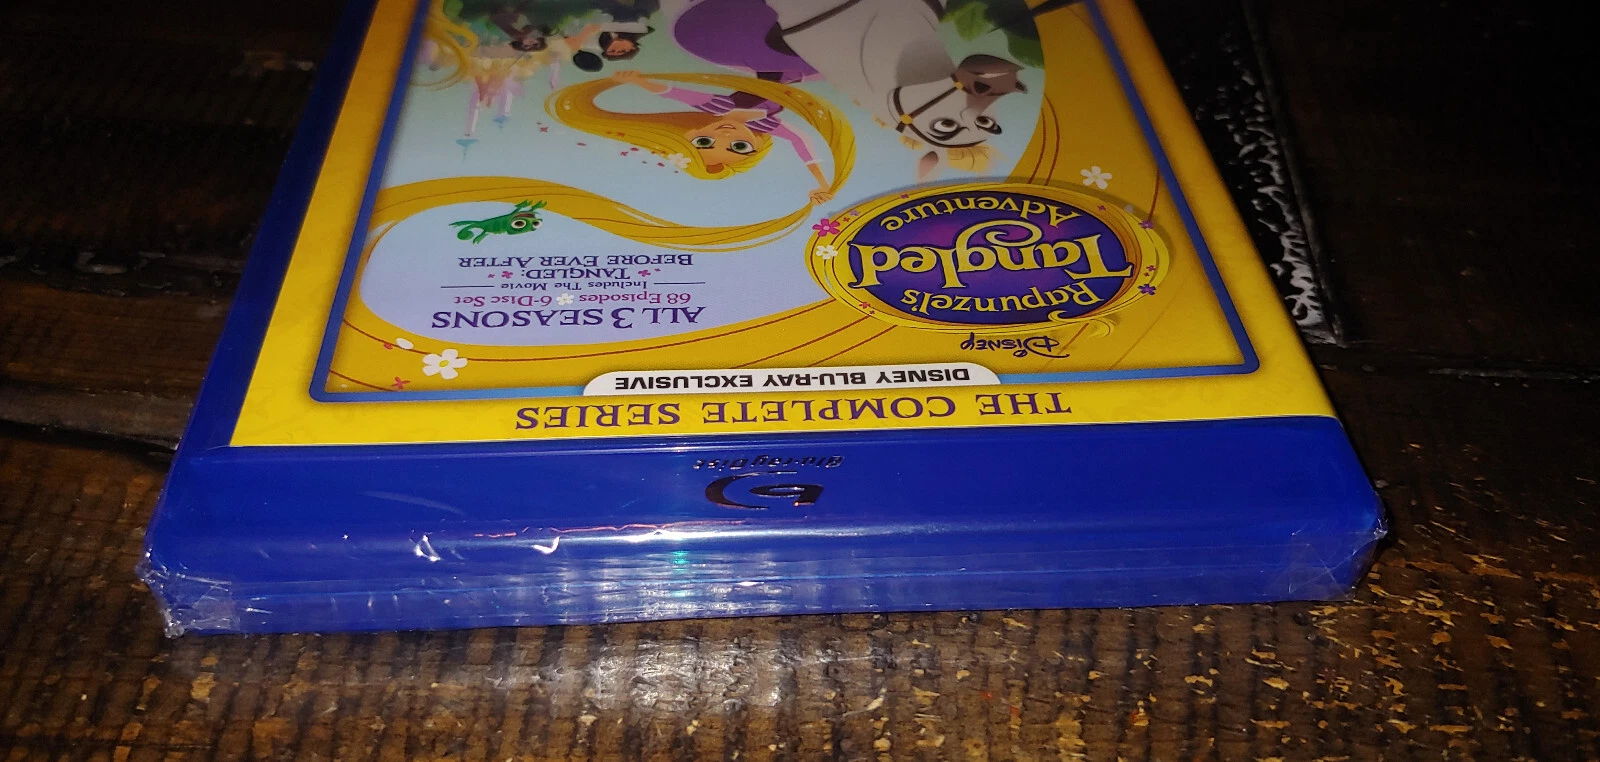 Blu-ray Disc
THE COMPLETE SERIES
DISNEY BLU-RAY EXCLUSIVE
Disney
Rapunzel's
Tangled
Adventure
ALL 3 SEASONS
68 Episodes 6-Disc Set
Includes The Movie
TANGLED:
BEFORE EVER AFTER